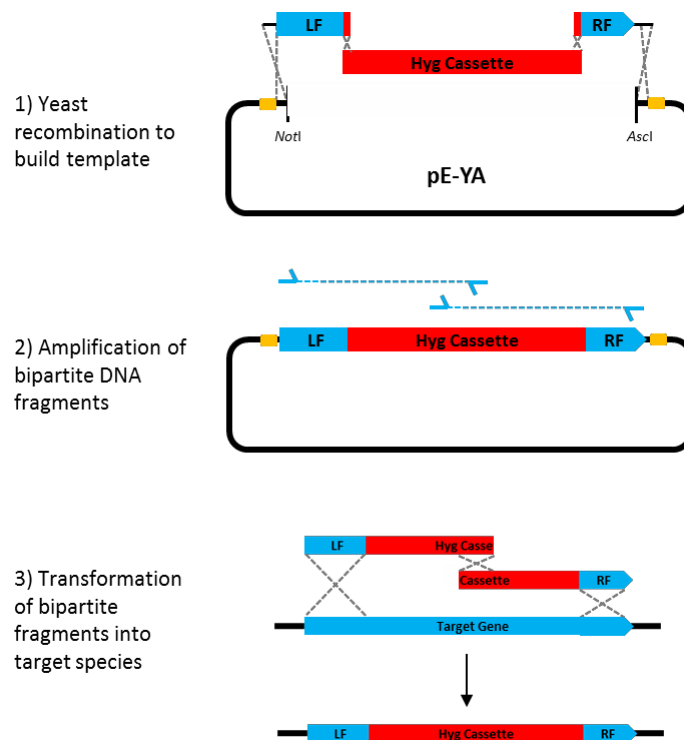 LF
RF
Hyg Cassette
1) Yeast
recombination to
build template
NotI
AscI
pE-YA
2) Amplification of
bipartite DNA
fragments
LF
Hyg Cassette
RF
3) Transformation
of bipartite
fragments into
target species
LF
Hyg Casse
Cassette
RF
Target Gene
LF
Hyg Cassette
RF